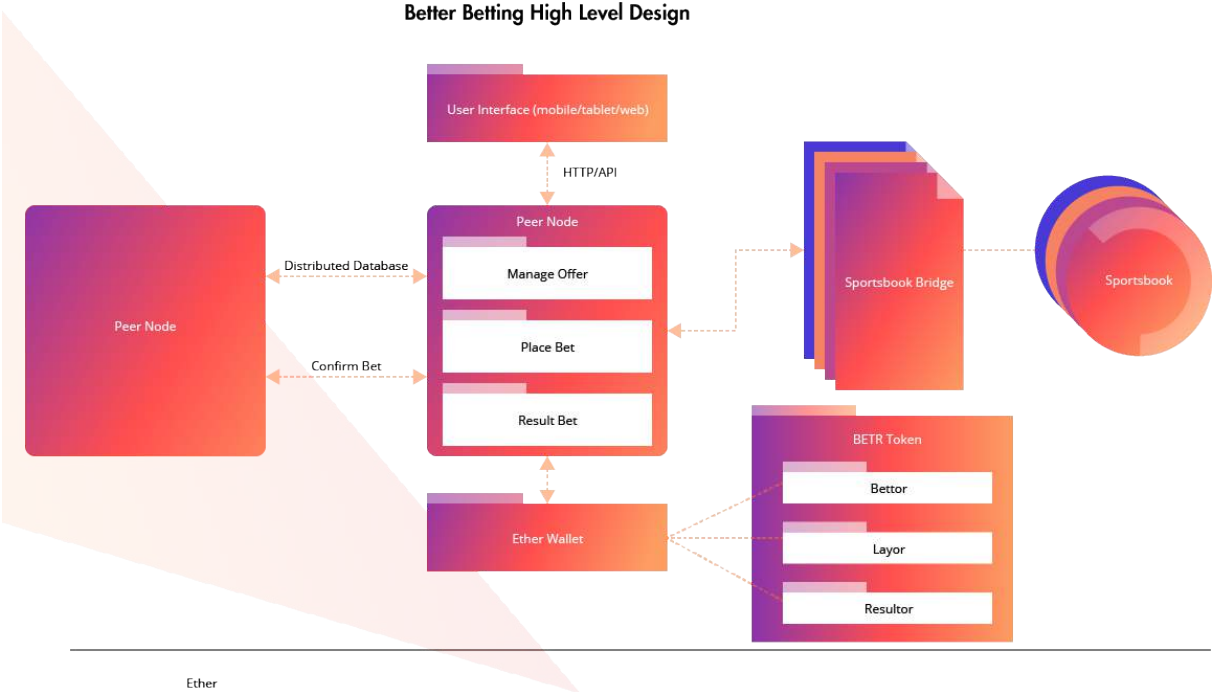 Better Betting High Level Design
User Interface (mobile/tablet/web)
HTTP/API
Peer Node
Distributed Database
Confirm Bet
Peer Node
Manage Offer
Place Bet
Result Bet
Sportsbook Bridge
Sportsbook
Ether Wallet
BETR Token
Bettor
Layor
Resultor
Ether